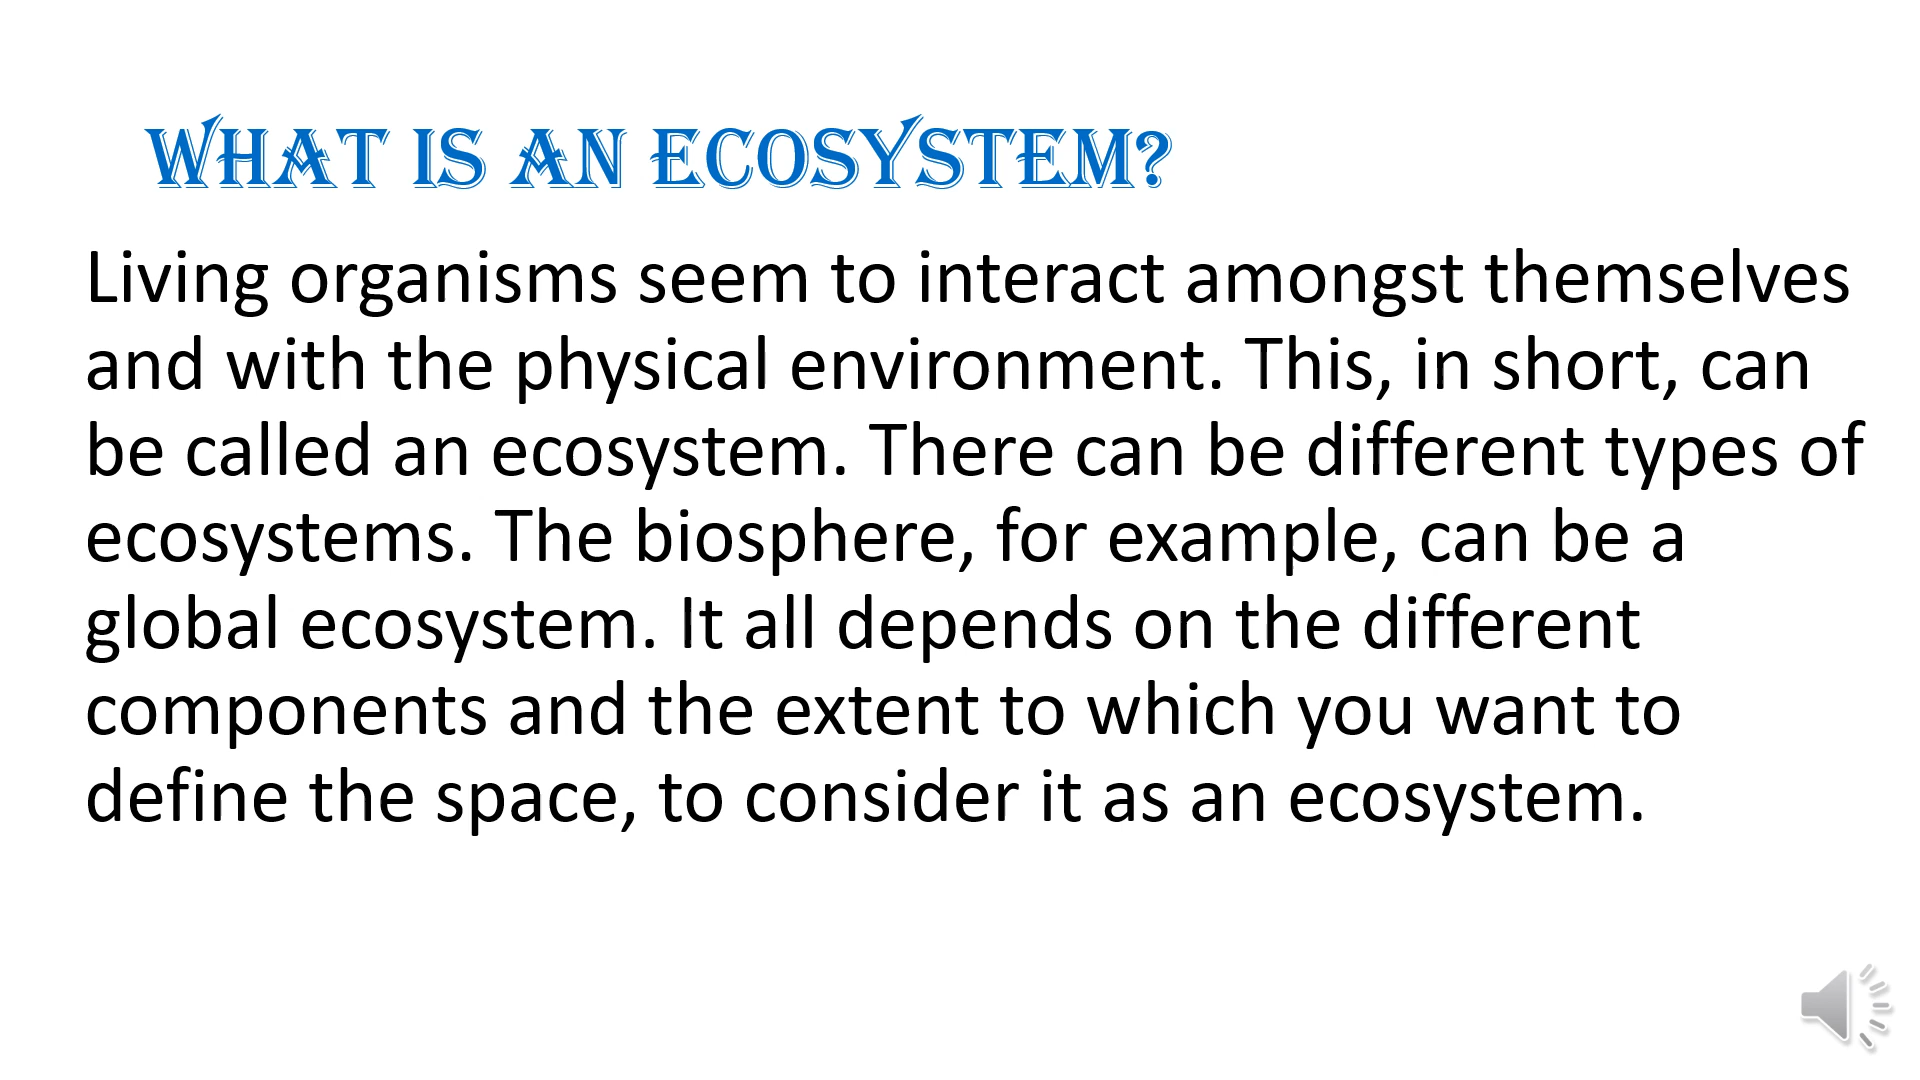 WHAT IS AN ECOSYSTEM?
Living organisms seem to interact amongst themselves
and with the physical environment. This, in short, can
be called an ecosystem. There can be different types of
ecosystems. The biosphere, for example, can be a
global ecosystem. It all depends on the different
components and the extent to which you want to
define the space, to consider it as an ecosystem.